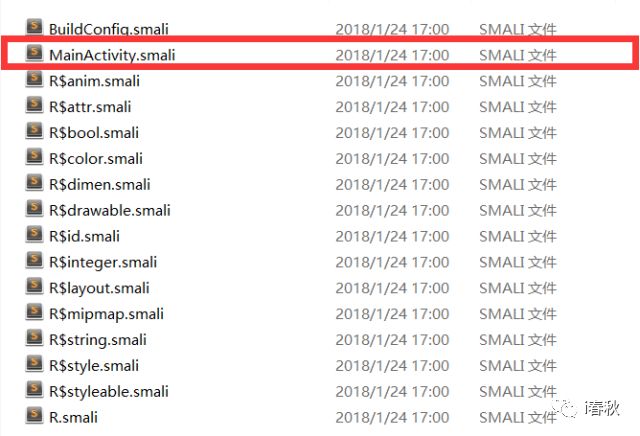 BuildConfig.smali 2018/1/24 17:00 SMALI 文件
MainActivity.smali 2018/1/24 17:00 SMALI 文件
R$anim.smali 2018/1/24 17:00 SMALI 文件
R$attr.smali 2018/1/24 17:00 SMALI 文件
R$bool.smali 2018/1/24 17:00 SMALI 文件
R$color.smali 2018/1/24 17:00 SMALI 文件
R$dimen.smali 2018/1/24 17:00 SMALI 文件
R$drawable.smali 2018/1/24 17:00 SMALI 文件
R$id.smali 2018/1/24 17:00 SMALI 文件
R$integer.smali 2018/1/24 17:00 SMALI 文件
R$layout.smali 2018/1/24 17:00 SMALI 文件
R$mipmap.smali 2018/1/24 17:00 SMALI 文件
R$string.smali 2018/1/24 17:00 SMALI 文件
R$style.smali 2018/1/24 17:00 SMALI 文件
R$styleable.smali 2018/1/24 17:00 SMALI 文件
R.smali 2018/1/24 17:00 SMALI 文件
i春秋